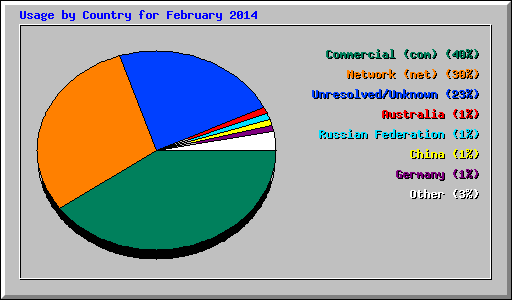 Usage by Country for February 2014
Commercial (com) (40%)
Network (net) (30%)
Unresolved/Unknown (23%)
Australia (1%)
Russian Federation (1%)
China (1%)
Germany (1%)
Other (3%)